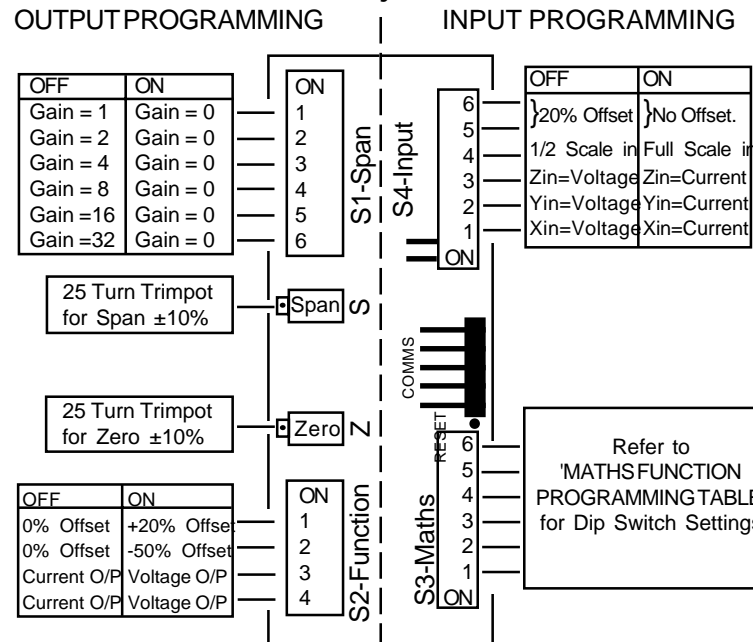 OUTPUT PROGRAMMING
INPUT PROGRAMMING
OFF ON
Gain = 1 Gain = 0
Gain = 2 Gain = 0
Gain = 4 Gain = 0
Gain = 8 Gain = 0
Gain =16 Gain = 0
Gain =32 Gain = 0
ON
1
2
3
4
5
6
S1-Span
S4-Input
6
5
4
3
2
1
ON
OFF ON
}20% Offset }No Offset.
1/2 Scale in Full Scale in
Zin=Voltage Zin=Current
Yin=Voltage Yin=Current
Xin=Voltage Xin=Current
25 Turn Trimpot
for Span ±10%
Span
S
COMMS
25 Turn Trimpot
for Zero ±10%
Zero
Z
RESET
OFF ON
0% Offset +20% Offset
0% Offset -50% Offset
Current O/P Voltage O/P
Current O/P Voltage O/P
ON
1
2
3
4
S2-Function
S3-Maths
6
5
4
3
2
1
ON
Refer to
'MATHS FUNCTION
PROGRAMMING TABLE
for Dip Switch Settings